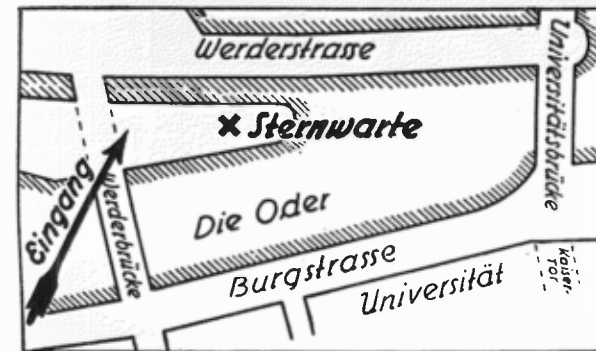 Werderstrasse
Universitätsbrücke
x Sternwarte
Eingang
Werderbrücke
Die Oder
Burgstrasse
Universität
Kaiser-
Tor